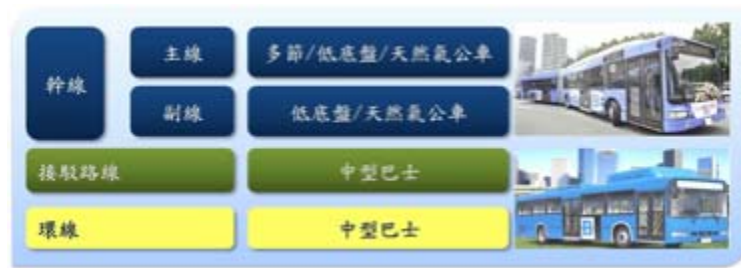 幹線
主線
多節/低底盤/天然氣公車
副線
低底盤/天然氣公車
接駁路線
中型巴士
環線
中型巴士